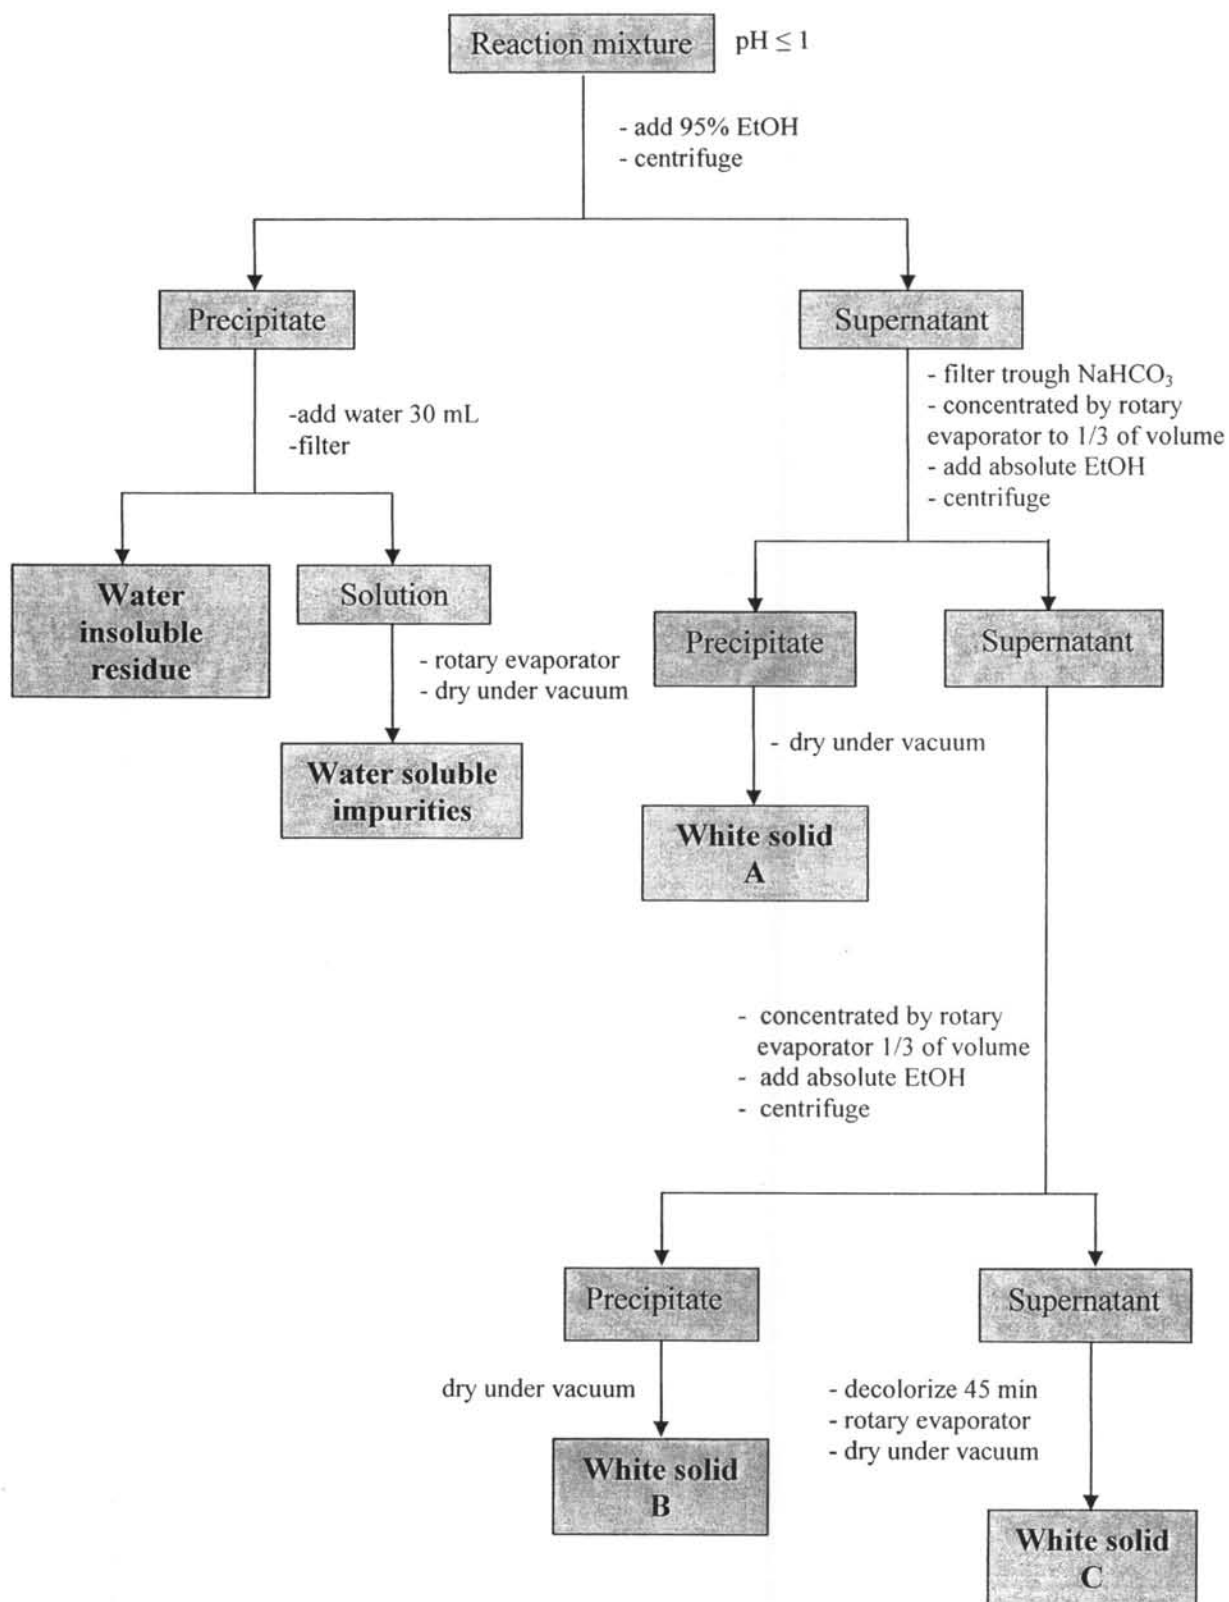 Reaction mixture
pH ≤ 1
- add 95% EtOH
- centrifuge
Precipitate
Supernatant
-add water 30 mL
-filter
- filter trough NaHCO₃
- concentrated by rotary
evaporator to 1/3 of volume
- add absolute EtOH
- centrifuge
Water
insoluble
residue
Solution
Precipitate
Supernatant
- rotary evaporator
- dry under vacuum
- dry under vacuum
Water soluble
impurities
White solid
A
- concentrated by rotary
evaporator 1/3 of volume
- add absolute EtOH
- centrifuge
Precipitate
Supernatant
dry under vacuum
- decolorize 45 min
- rotary evaporator
- dry under vacuum
White solid
B
White solid
C